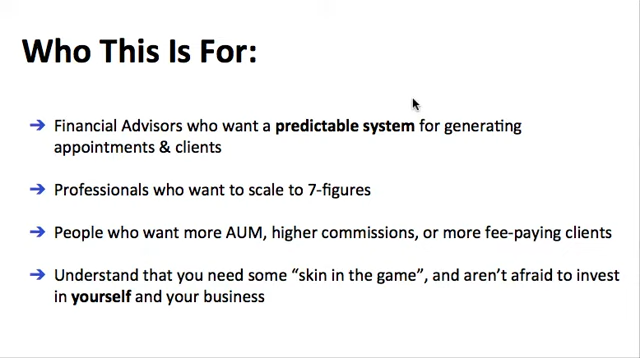 Who This Is For:
➔ Financial Advisors who want a predictable system for generating
appointments & clients
➔ Professionals who want to scale to 7-figures
➔ People who want more AUM, higher commissions, or more fee-paying clients
➔ Understand that you need some “skin in the game”, and aren’t afraid to invest
in yourself and your business